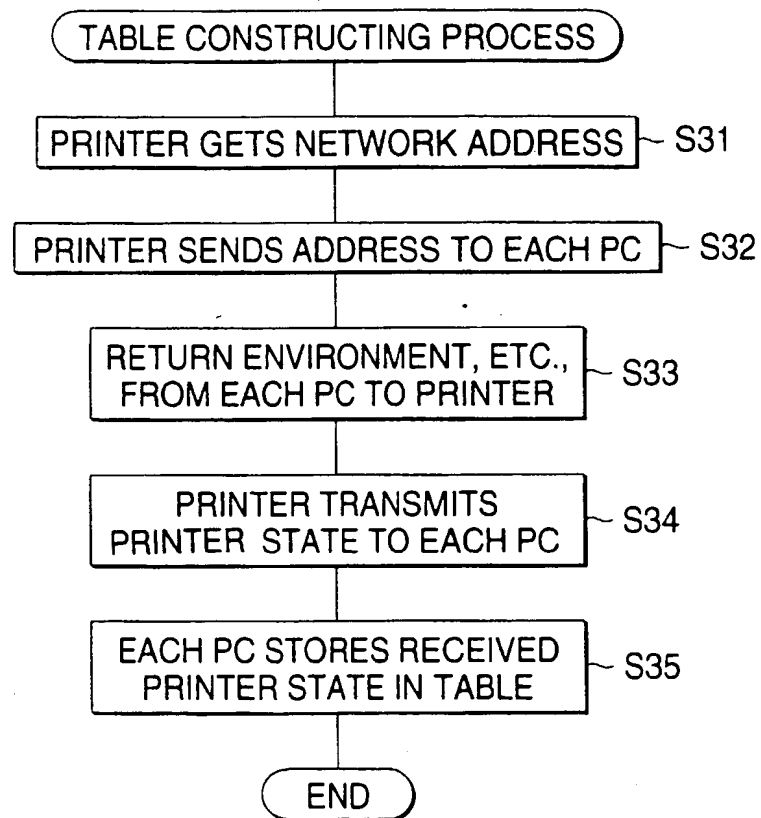 TABLE CONSTRUCTING PROCESS
PRINTER GETS NETWORK ADDRESS
S31
PRINTER SENDS ADDRESS TO EACH PC
S32
RETURN ENVIRONMENT, ETC.,
FROM EACH PC TO PRINTER
S33
PRINTER TRANSMITS
PRINTER STATE TO EACH PC
S34
EACH PC STORES RECEIVED
PRINTER STATE IN TABLE
S35
END